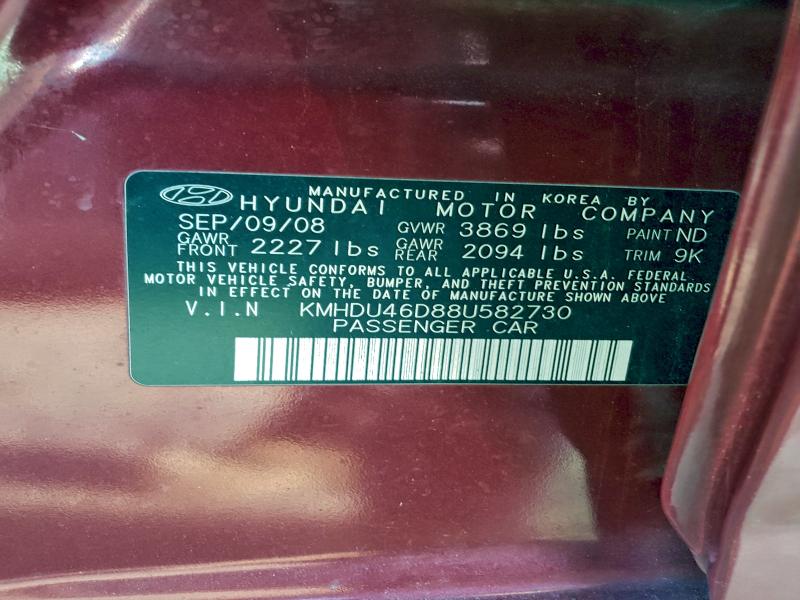 MANUFACTURED IN KOREA BY
HYUNDAI MOTOR COMPANY
SEP/09/08 GVWR 3869 lbs PAINT ND
GAWR FRONT 2227 lbs GAWR REAR 2094 lbs TRIM 9K
THIS VEHICLE CONFORMS TO ALL APPLICABLE U.S.A. FEDERAL
MOTOR VEHICLE SAFETY, BUMPER, AND THEFT PREVENTION STANDARDS
IN EFFECT ON THE DATE OF MANUFACTURE SHOWN ABOVE
V.I.N KMHDU46D88U582730
PASSENGER CAR